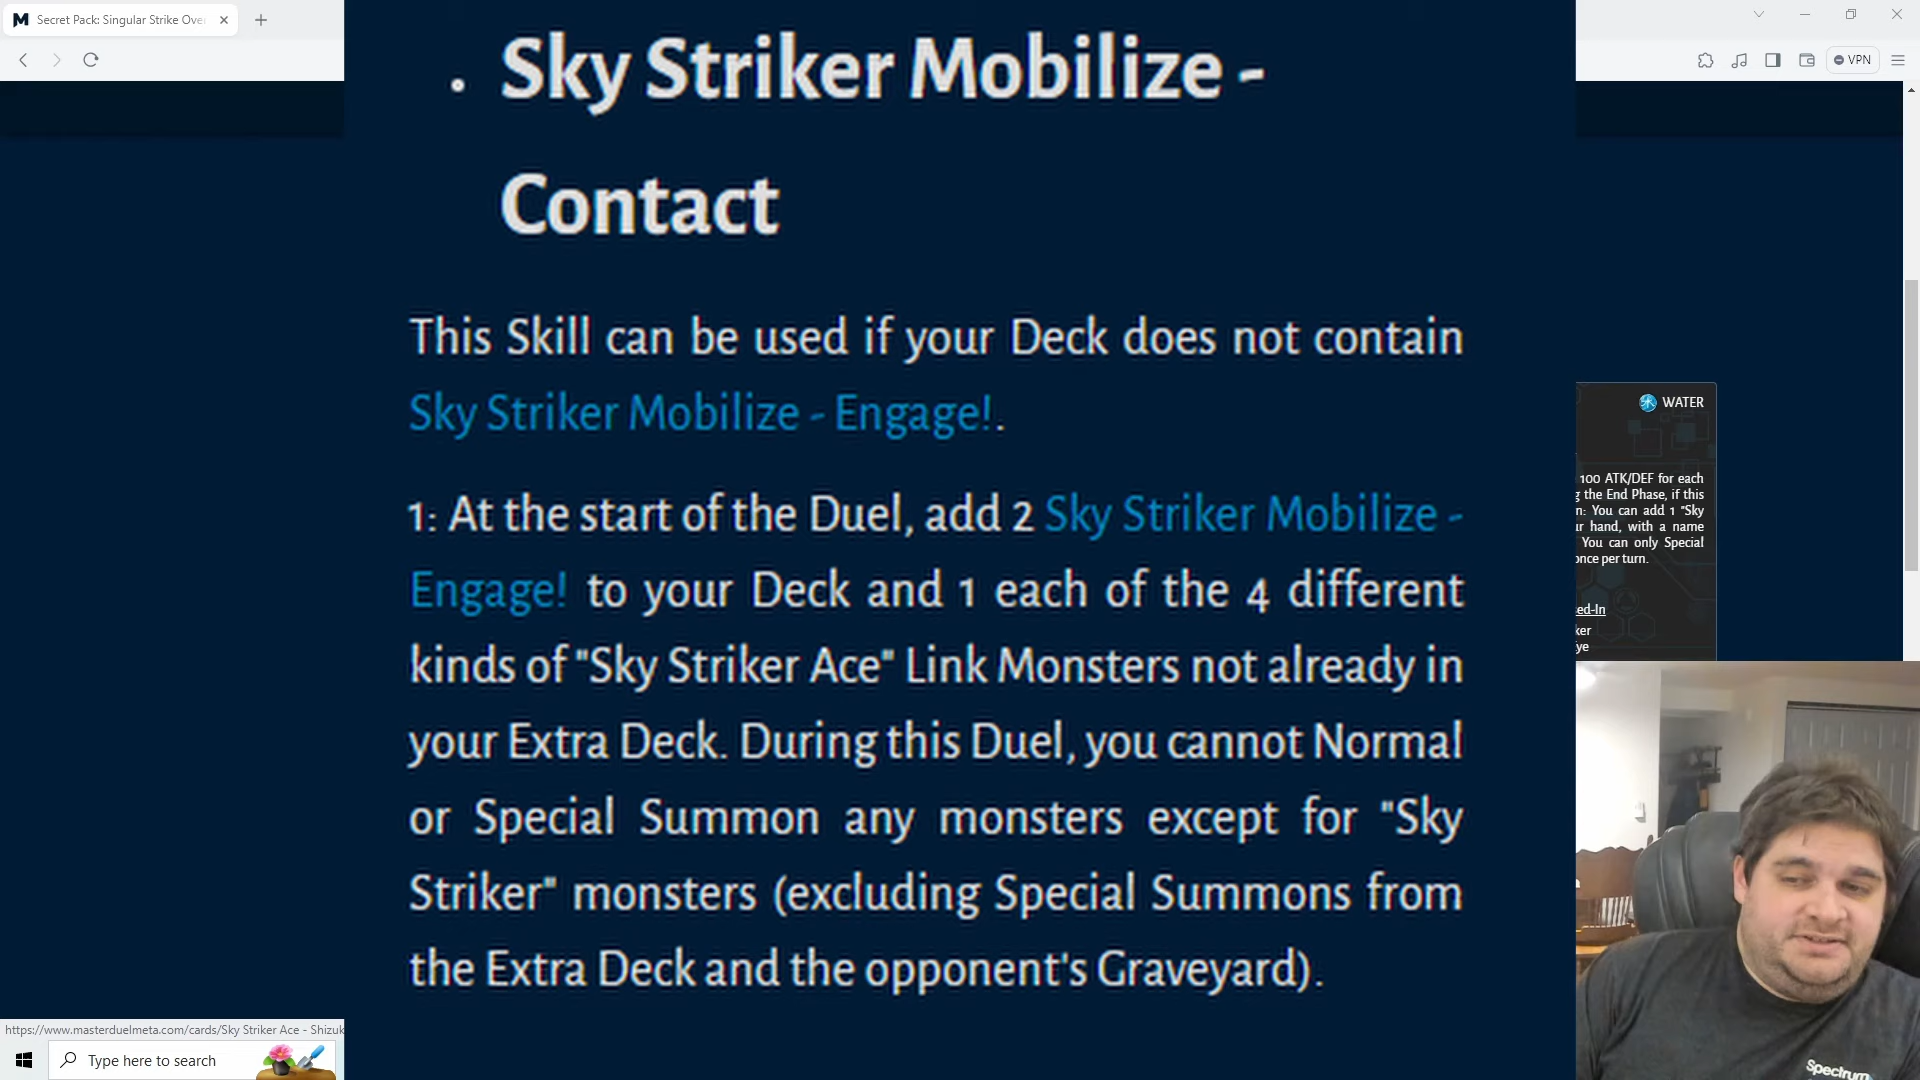 Secret Pack: Singular Strike Ove
VPN
• Sky Striker Mobilize -
Contact
This Skill can be used if your Deck does not contain
Sky Striker Mobilize - Engage!.
1: At the start of the Duel, add 2 Sky Striker Mobilize -
Engage! to your Deck and 1 each of the 4 different
kinds of "Sky Striker Ace" Link Monsters not already in
your Extra Deck. During this Duel, you cannot Normal
or Special Summon any monsters except for "Sky
Striker" monsters (excluding Special Summons from
the Extra Deck and the opponent's Graveyard).
WATER
100 ATK/DEF for each
g the End Phase, if this
n: You can add 1 "Sky
ur hand, with a name
You can only Special
once per turn.
ed-In
ker
ye
Spectrum
https://www.masterduelmeta.com/cards/Sky Striker Ace - Shizuk
Type here to search